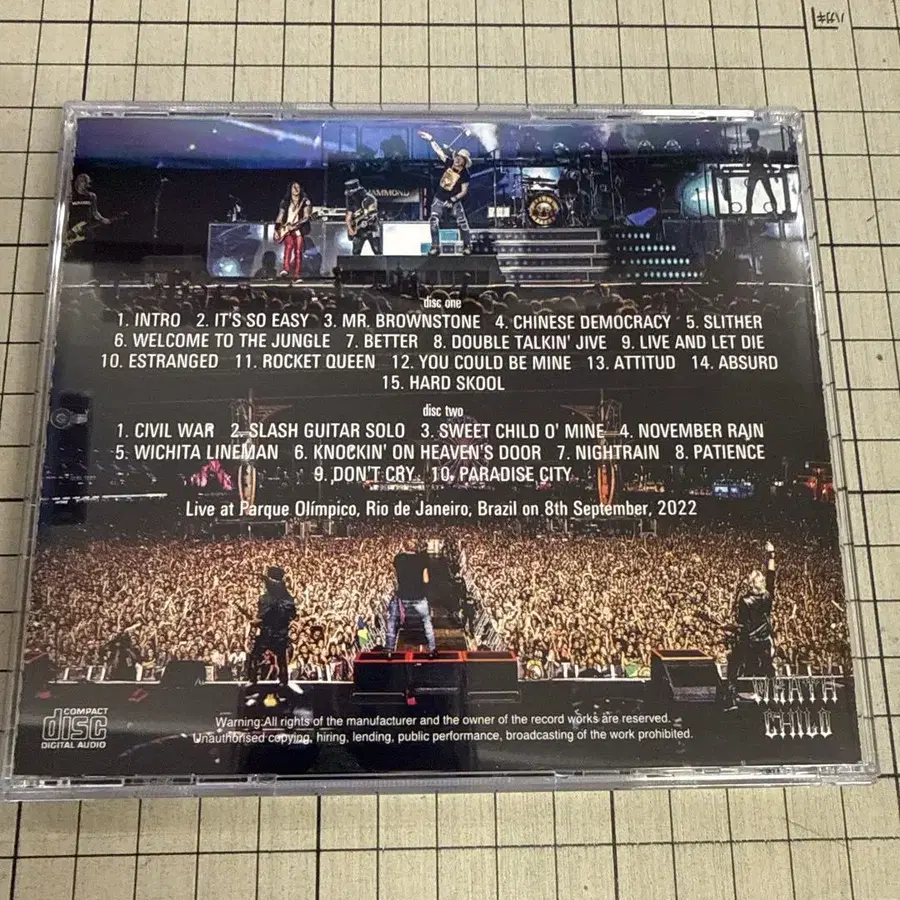 HAMMOND
disc one
1. INTRO 2. IT'S SO EASY 3. MR. BROWNSTONE 4. CHINESE DEMOCRACY 5. SLITHER
6. WELCOME TO THE JUNGLE 7. BETTER 8. DOUBLE TALKIN' JIVE 9. LIVE AND LET DIE
10. ESTRANGED 11. ROCKET QUEEN 12. YOU COULD BE MINE 13. ATTITUD 14. ABSURD
15. HARD SKOOL
disc two
1. CIVIL WAR 2. SLASH GUITAR SOLO 3. SWEET CHILD O' MINE 4. NOVEMBER RAIN
5. WICHITA LINEMAN 6. KNOCKIN' ON HEAVEN'S DOOR 7. NIGHTRAIN 8. PATIENCE
9. DON'T CRY 10. PARADISE CITY
Live at Parque Olímpico, Rio de Janeiro, Brazil on 8th September, 2022
COMPACT
disc
DIGITAL AUDIO
Warning:All rights of the manufacturer and the owner of the record works are reserved.
Unauthorised copying, hiring, lending, public performance, broadcasting of the work prohibited.
CHILD